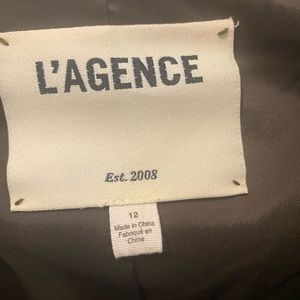 L'AGENCE
Est. 2008
12
Made in China
Fabriqué en
Chine